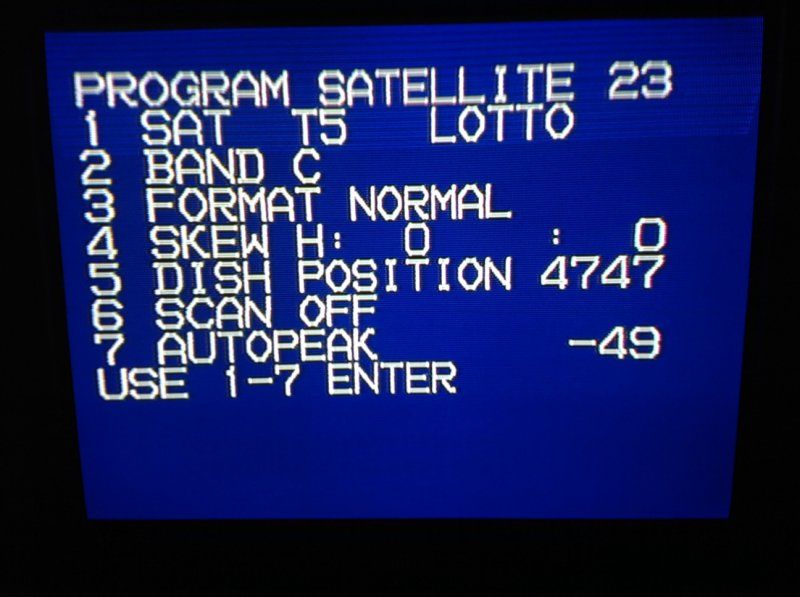 PROGRAM SATELLITE 23
1 SAT T5 LOTTO
2 BAND C
3 FORMAT NORMAL
4 SKEW H: 0 : 0
5 DISH POSITION 4747
6 SCAN OFF
7 AUTOPEAK -49
USE 1-7 ENTER